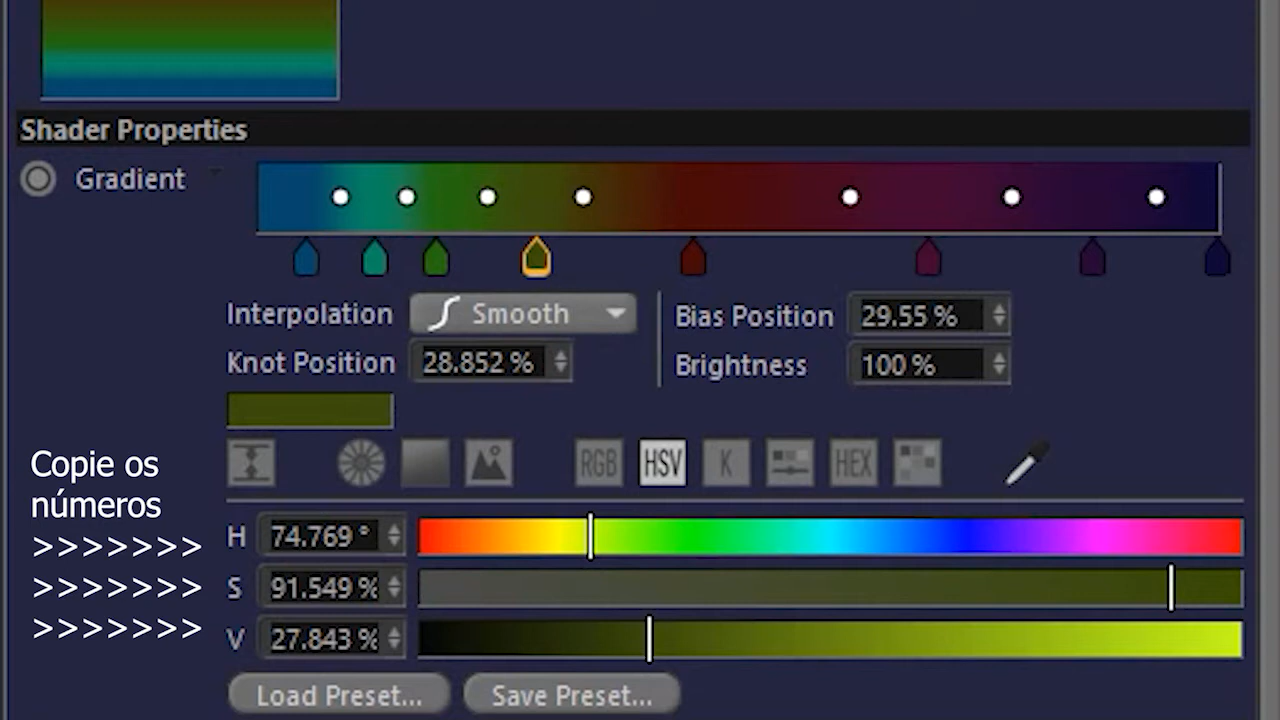 Shader Properties
Gradient
Interpolation Smooth Bias Position 29.55 %
Knot Position 28.852 % Brightness 100 %
RGB HSV K HEX
Copie os
números
>>>>>>>
>>>>>>>
>>>>>>>
H 74.769 °
S 91.549 %
V 27.843 %
Load Preset... Save Preset...